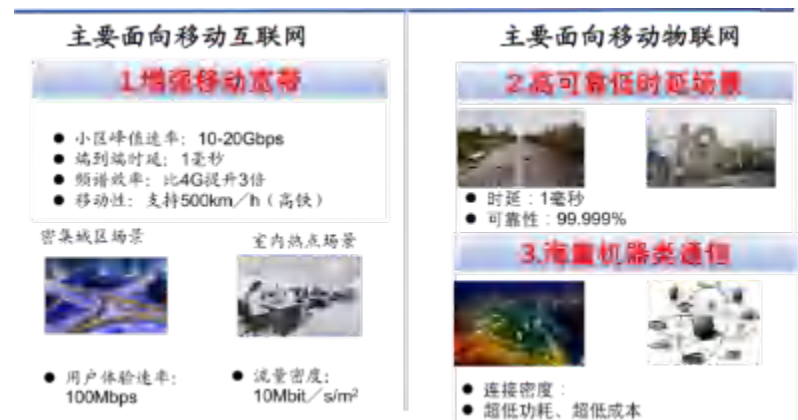 主要面向移动互联网
1.增强移动宽带
● 小区峰值速率：10-20Gbps
● 端到端时延：1毫秒
● 频谱效率：比4G提升3倍
● 移动性：支持500km/h（高铁）
密集城区场景
室内热点场景
● 用户体验速率：
100Mbps
● 流量密度：
10Mbit/s/m²
主要面向移动物联网
2.高可靠低时延场景
● 时延：1毫秒
● 可靠性：99.999%
3.海量机器类通信
● 连接密度：
● 超低功耗、超低成本